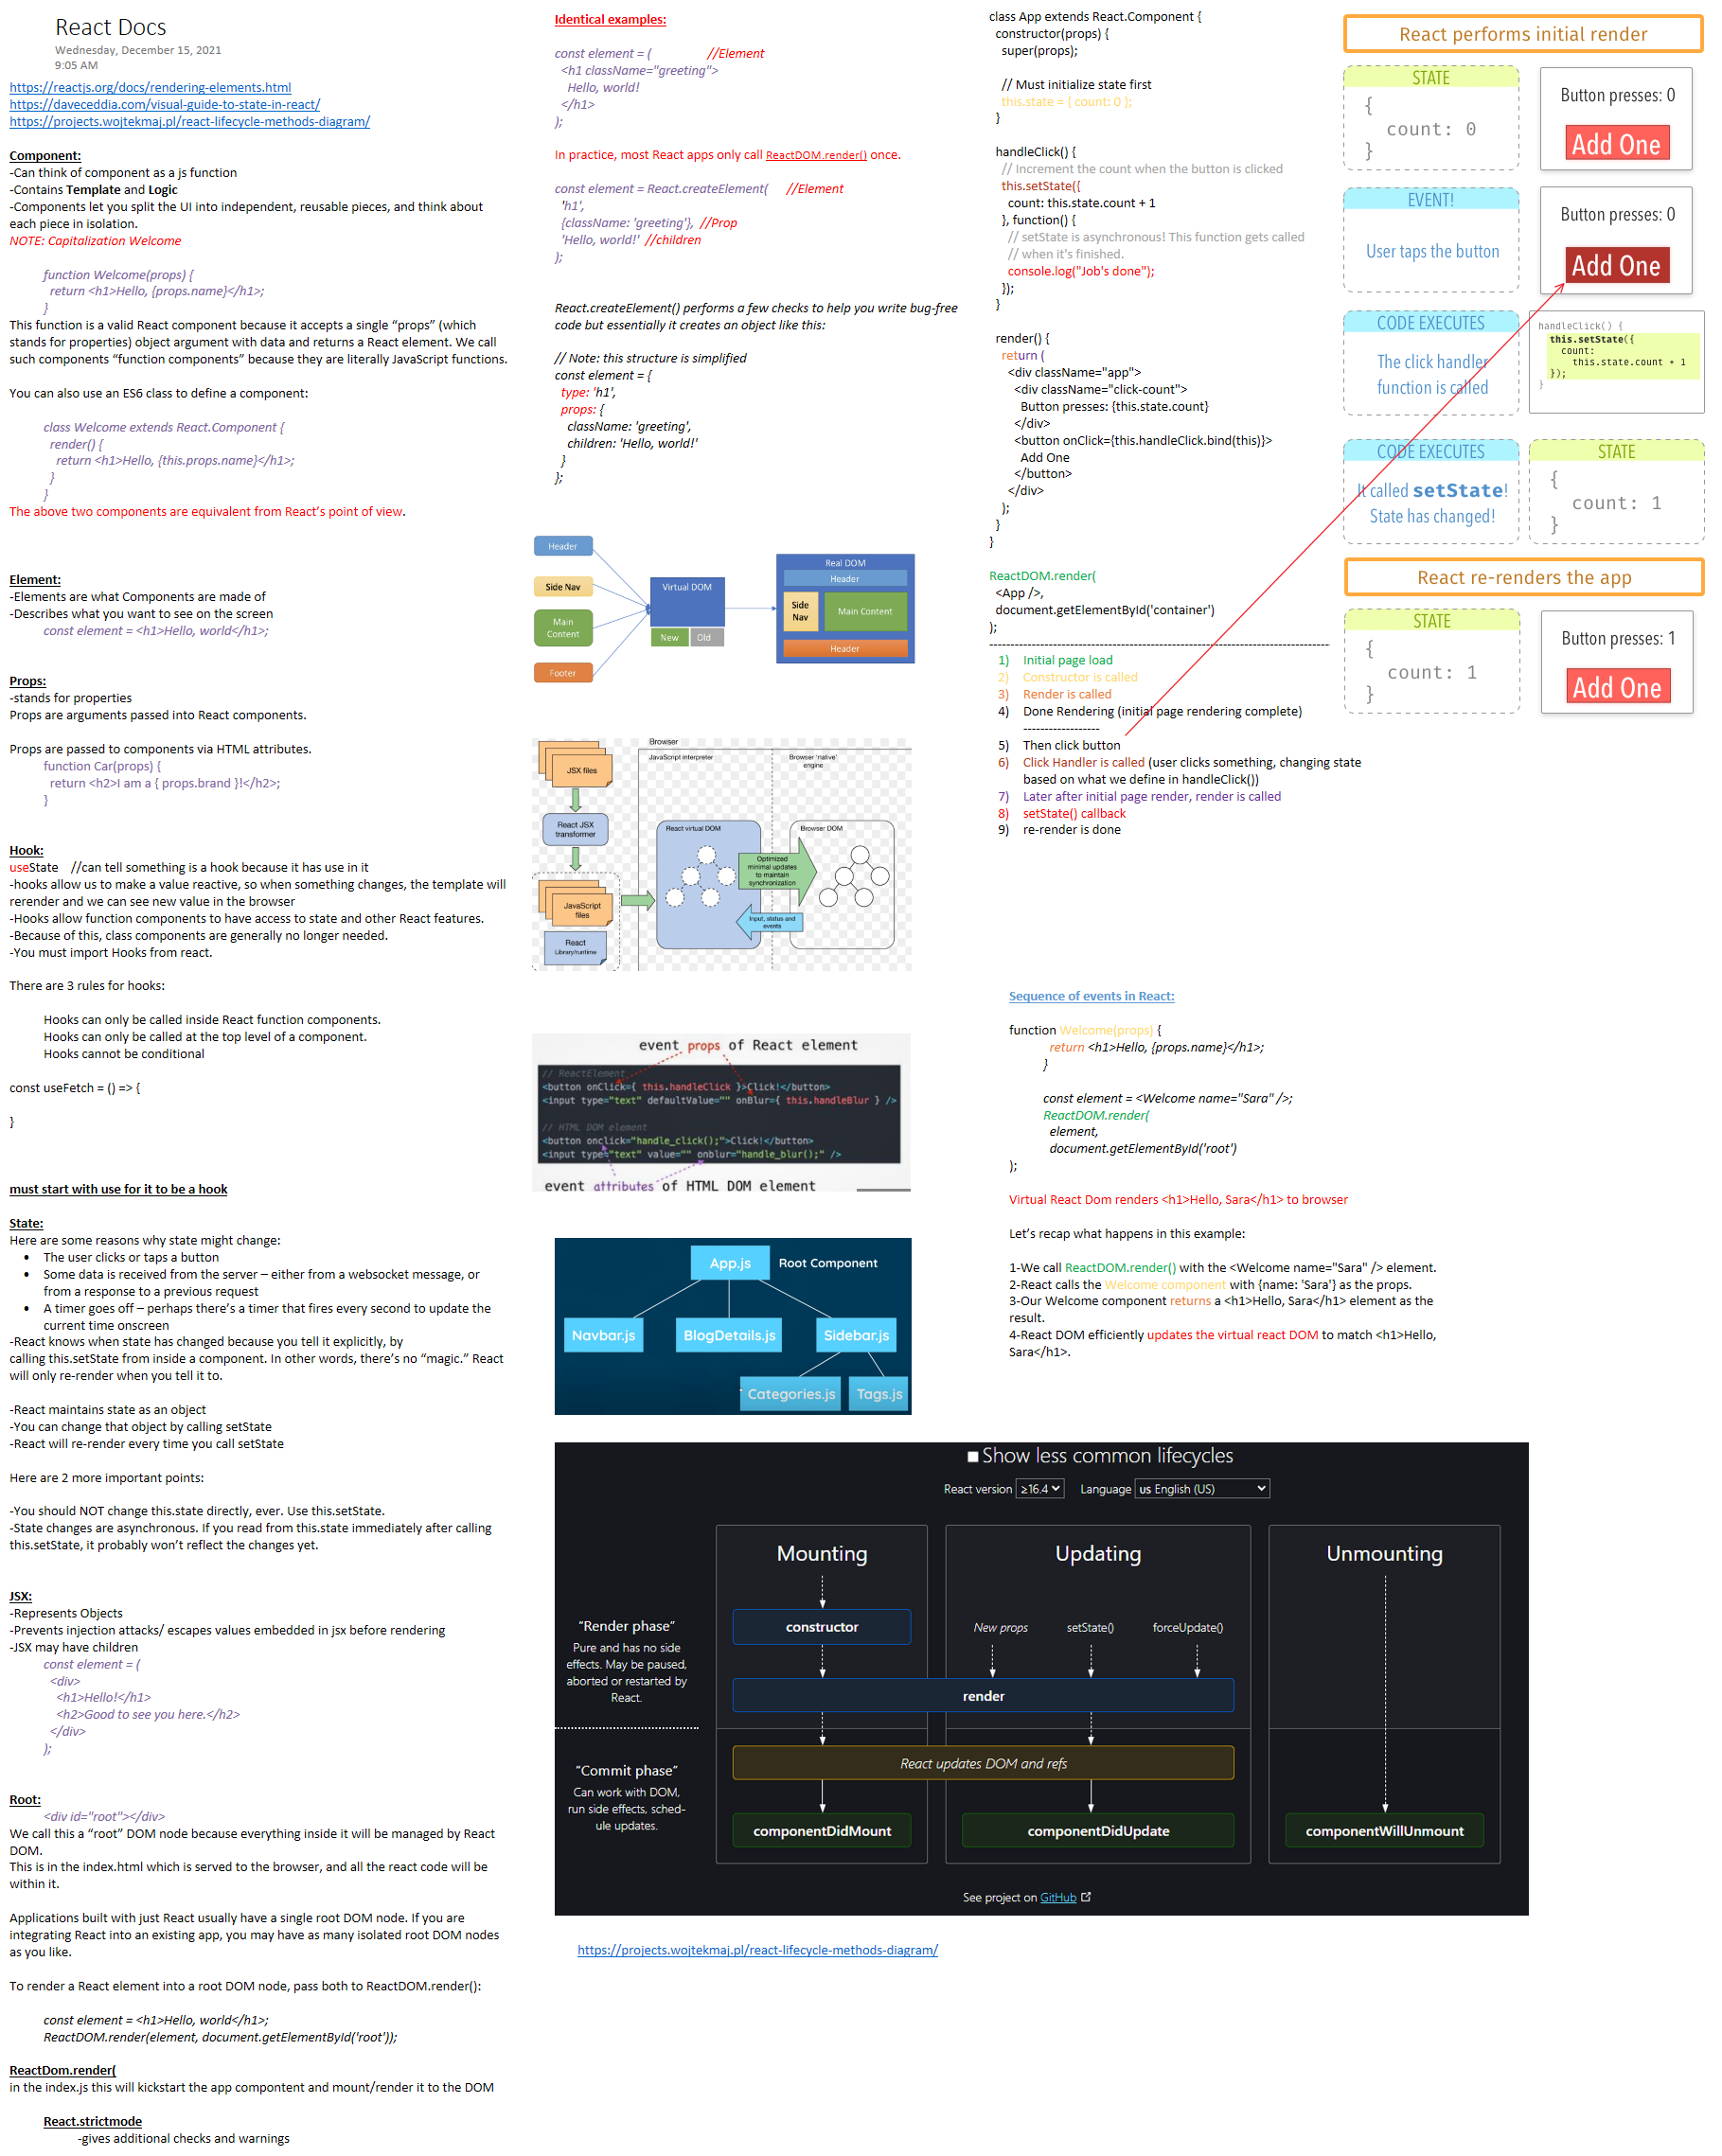 React Docs
Wednesday, December 15, 2021
9:05 AM
https://reactjs.org/docs/rendering-elements.html
https://daveceddia.com/visual-guide-to-state-in-react/
https://projects.wojtekmaj.pl/react-lifecycle-methods-diagram/
Component:
-Can think of component as a js function
-Contains Template and Logic
-Components let you split the UI into independent, reusable pieces, and think about
each piece in isolation.
NOTE: Capitalization Welcome
function Welcome(props) {
return <h1>Hello, {props.name}</h1>;
}
This function is a valid React component because it accepts a single “props” (which
stands for properties) object argument with data and returns a React element. We call
such components “function components” because they are literally JavaScript functions.
You can also use an ES6 class to define a component:
class Welcome extends React.Component {
render() {
return <h1>Hello, {this.props.name}</h1>;
}
}
The above two components are equivalent from React’s point of view.
Element:
-Elements are what Components are made of
-Describes what you want to see on the screen
const element = <h1>Hello, world</h1>;
Props:
-stands for properties
Props are arguments passed into React components.
Props are passed to components via HTML attributes.
function Car(props) {
return <h2>I am a { props.brand }!</h2>;
}
Hook:
useState //can tell something is a hook because it has use in it
-hooks allow us to make a value reactive, so when something changes, the template will
rerender and we can see new value in the browser
-Hooks allow function components to have access to state and other React features.
-Because of this, class components are generally no longer needed.
-You must import Hooks from react.
There are 3 rules for hooks:
Hooks can only be called inside React function components.
Hooks can only be called at the top level of a component.
Hooks cannot be conditional
const useFetch = () => {
}
must start with use for it to be a hook
State:
Here are some reasons why state might change:
• The user clicks or taps a button
• Some data is received from the server – either from a websocket message, or
from a response to a previous request
• A timer goes off – perhaps there’s a timer that fires every second to update the
current time onscreen
-React knows when state has changed because you tell it explicitly, by
calling this.setState from inside a component. In other words, there’s no “magic.” React
will only re-render when you tell it to.
-React maintains state as an object
-You can change that object by calling setState
-React will re-render every time you call setState
Here are 2 more important points:
-You should NOT change this.state directly, ever. Use this.setState.
-State changes are asynchronous. If you read from this.state immediately after calling
this.setState, it probably won’t reflect the changes yet.
JSX:
-Represents Objects
-Prevents injection attacks/ escapes values embedded in jsx before rendering
-JSX may have children
const element = (
<div>
<h1>Hello!</h1>
<h2>Good to see you here.</h2>
</div>
);
Root:
<div id="root"></div>
We call this a “root” DOM node because everything inside it will be managed by React
DOM.
This is in the index.html which is served to the browser, and all the react code will be
within it.
Applications built with just React usually have a single root DOM node. If you are
integrating React into an existing app, you may have as many isolated root DOM nodes
as you like.
To render a React element into a root DOM node, pass both to ReactDOM.render():
const element = <h1>Hello, world</h1>;
ReactDOM.render(element, document.getElementById('root'));
ReactDom.render(
in the index.js this will kickstart the app compontent and mount/render it to the DOM
React.strictmode
-gives additional checks and warnings
Identical examples:
const element = ( //Element
<h1 className="greeting">
Hello, world!
</h1>
);
In practice, most React apps only call ReactDOM.render() once.
const element = React.createElement( //Element
'h1',
{className: 'greeting'}, //Prop
'Hello, world!' //children
);
React.createElement() performs a few checks to help you write bug-free
code but essentially it creates an object like this:
// Note: this structure is simplified
const element = {
type: 'h1',
props: {
className: 'greeting',
children: 'Hello, world!'
}
};
Header
Side Nav
Main
Content
Footer
Virtual DOM
New Old
Real DOM
Header
Side
Nav
Main Content
Header
Browser
JavaScript interpreter
Browser 'native'
engine
JSX files
React JSX
transformer
JavaScript
files
React
Library/runtime
React virtual DOM
Browser DOM
Optimized
minimal updates
to maintain
synchronization
Input, status and
events
event props of React element
// ReactElement
<button onClick={ this.handleClick }>Click!</button>
<input type="text" defaultValue="" onBlur={ this.handleBlur } />
// HTML DOM element
<button onclick="handle_click();">Click!</button>
<input type="text" value="" onblur="handle_blur();" />
event attributes of HTML DOM element
App.js
Root Component
Navbar.js
BlogDetails.js
Sidebar.js
Categories.js
Tags.js
Show less common lifecycles
React version ≥16.4 Language us English (US)
Mounting
Updating
Unmounting
“Render phase”
Pure and has no side
effects. May be paused,
aborted or restarted by
React.
constructor
New props
setState()
forceUpdate()
render
React updates DOM and refs
“Commit phase”
Can work with DOM,
run side effects, sched-
ule updates.
componentDidMount
componentDidUpdate
componentWillUnmount
See project on GitHub
https://projects.wojtekmaj.pl/react-lifecycle-methods-diagram/
class App extends React.Component {
constructor(props) {
super(props);
// Must initialize state first
this.state = { count: 0 };
}
handleClick() {
// Increment the count when the button is clicked
this.setState({
count: this.state.count + 1
}, function() {
// setState is asynchronous! This function gets called
// when it's finished.
console.log("Job's done");
});
}
render() {
return (
<div className="app">
<div className="click-count">
Button presses: {this.state.count}
</div>
<button onClick={this.handleClick.bind(this)}>
Add One
</button>
</div>
);
}
}
ReactDOM.render(
<App />,
document.getElementById('container')
);
--------------------------------------------------------------------------------
1) Initial page load
2) Constructor is called
3) Render is called
4) Done Rendering (initial page rendering complete)
------------------
5) Then click button
6) Click Handler is called (user clicks something, changing state
based on what we define in handleClick())
7) Later after initial page render, render is called
8) setState() callback
9) re-render is done
React performs initial render
STATE
{
count: 0
}
Button presses: 0
Add One
EVENT!
User taps the button
Button presses: 0
Add One
CODE EXECUTES
The click handler
function is called
handleClick() {
this.setState({
count:
this.state.count + 1
});
}
CODE EXECUTES
It called setState!
State has changed!
STATE
{
count: 1
}
React re-renders the app
STATE
{
count: 1
}
Button presses: 1
Add One
Sequence of events in React:
function Welcome(props) {
return <h1>Hello, {props.name}</h1>;
}
const element = <Welcome name="Sara" />;
ReactDOM.render(
element,
document.getElementById('root')
);
Virtual React Dom renders <h1>Hello, Sara</h1> to browser
Let’s recap what happens in this example:
1-We call ReactDOM.render() with the <Welcome name="Sara" /> element.
2-React calls the Welcome component with {name: 'Sara'} as the props.
3-Our Welcome component returns a <h1>Hello, Sara</h1> element as the
result.
4-React DOM efficiently updates the virtual react DOM to match <h1>Hello,
Sara</h1>.